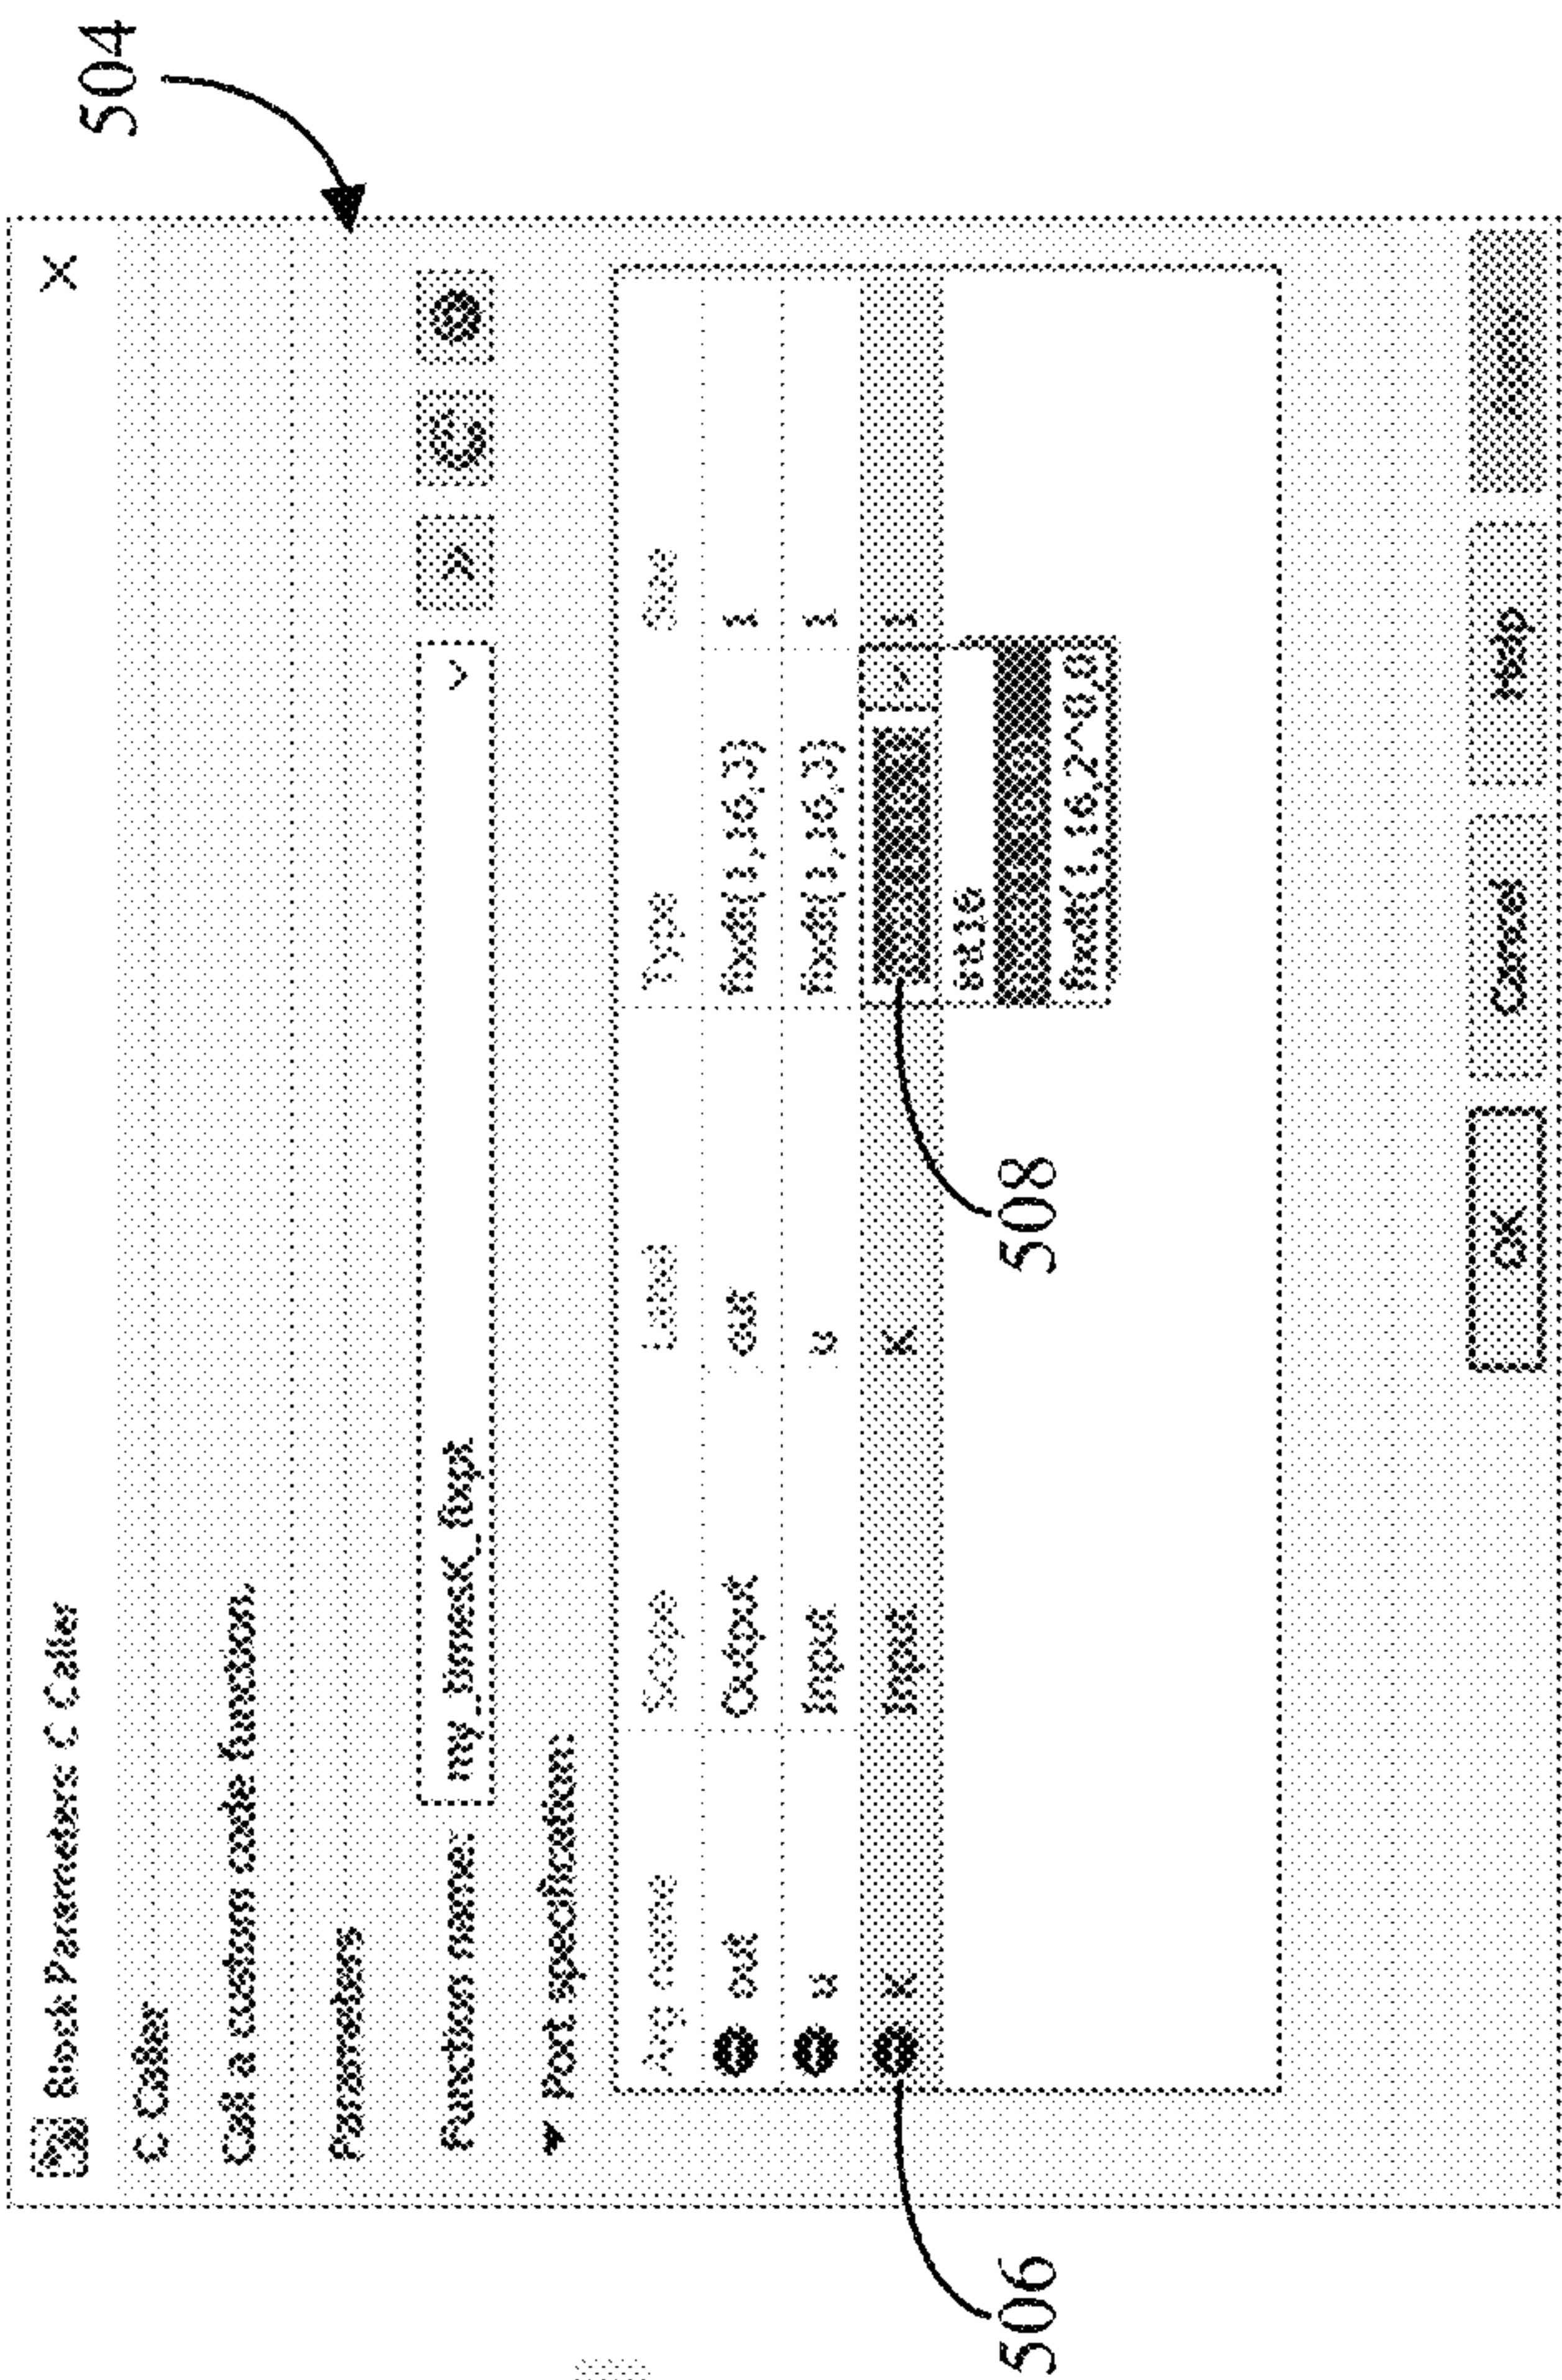 504
Block Parameters: C Caller
C Caller
Call a custom code function.
Parameters
Function name: my_timesK_fixpt
Port specification:
Arg name Scope Label Type Size
out Output out fixdt(1,16,3) 1
u Input u fixdt(1,16,3) 1
K Input K 1
fixdt(1,16,2^0,0)
508
506
OK Cancel Help